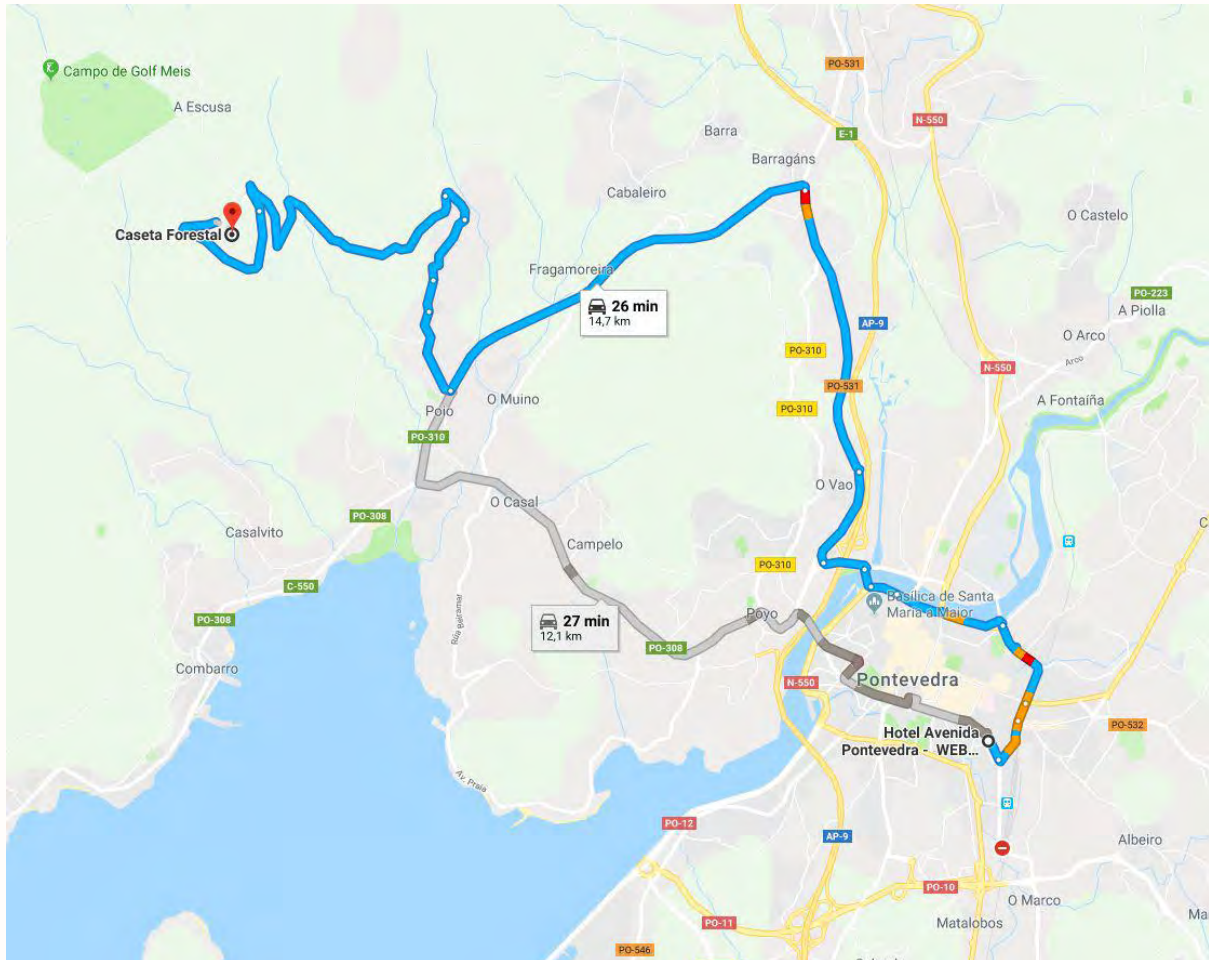 Campo de Golf Meis
A Escusa
PO-531
N-550
E-1
Barra
Barragáns
Cabaleiro
O Castelo
Caseta Forestal
Fragamoreira
26 min
14,7 km
PO-223
A Piolla
AP-9
O Arco
Arco
PO-310
N-550
PO-531
A Fontaíña
O Muino
Poio
PO-310
PO-310
O Vao
O Casal
PO-308
Casalvito
Campelo
PO-310
C-550
Basílica de Santa
María a Maior
PO-308
Póyo
27 min
12,1 km
Rúa Beiramar
PO-308
Combarro
N-550
Pontevedra
PO-532
Hotel Avenida
Pontevedra - WEB...
Av. Praia
PO-12
AP-9
Albeiro
PO-10
O Marco
PO-11
Matalobos
PO-546